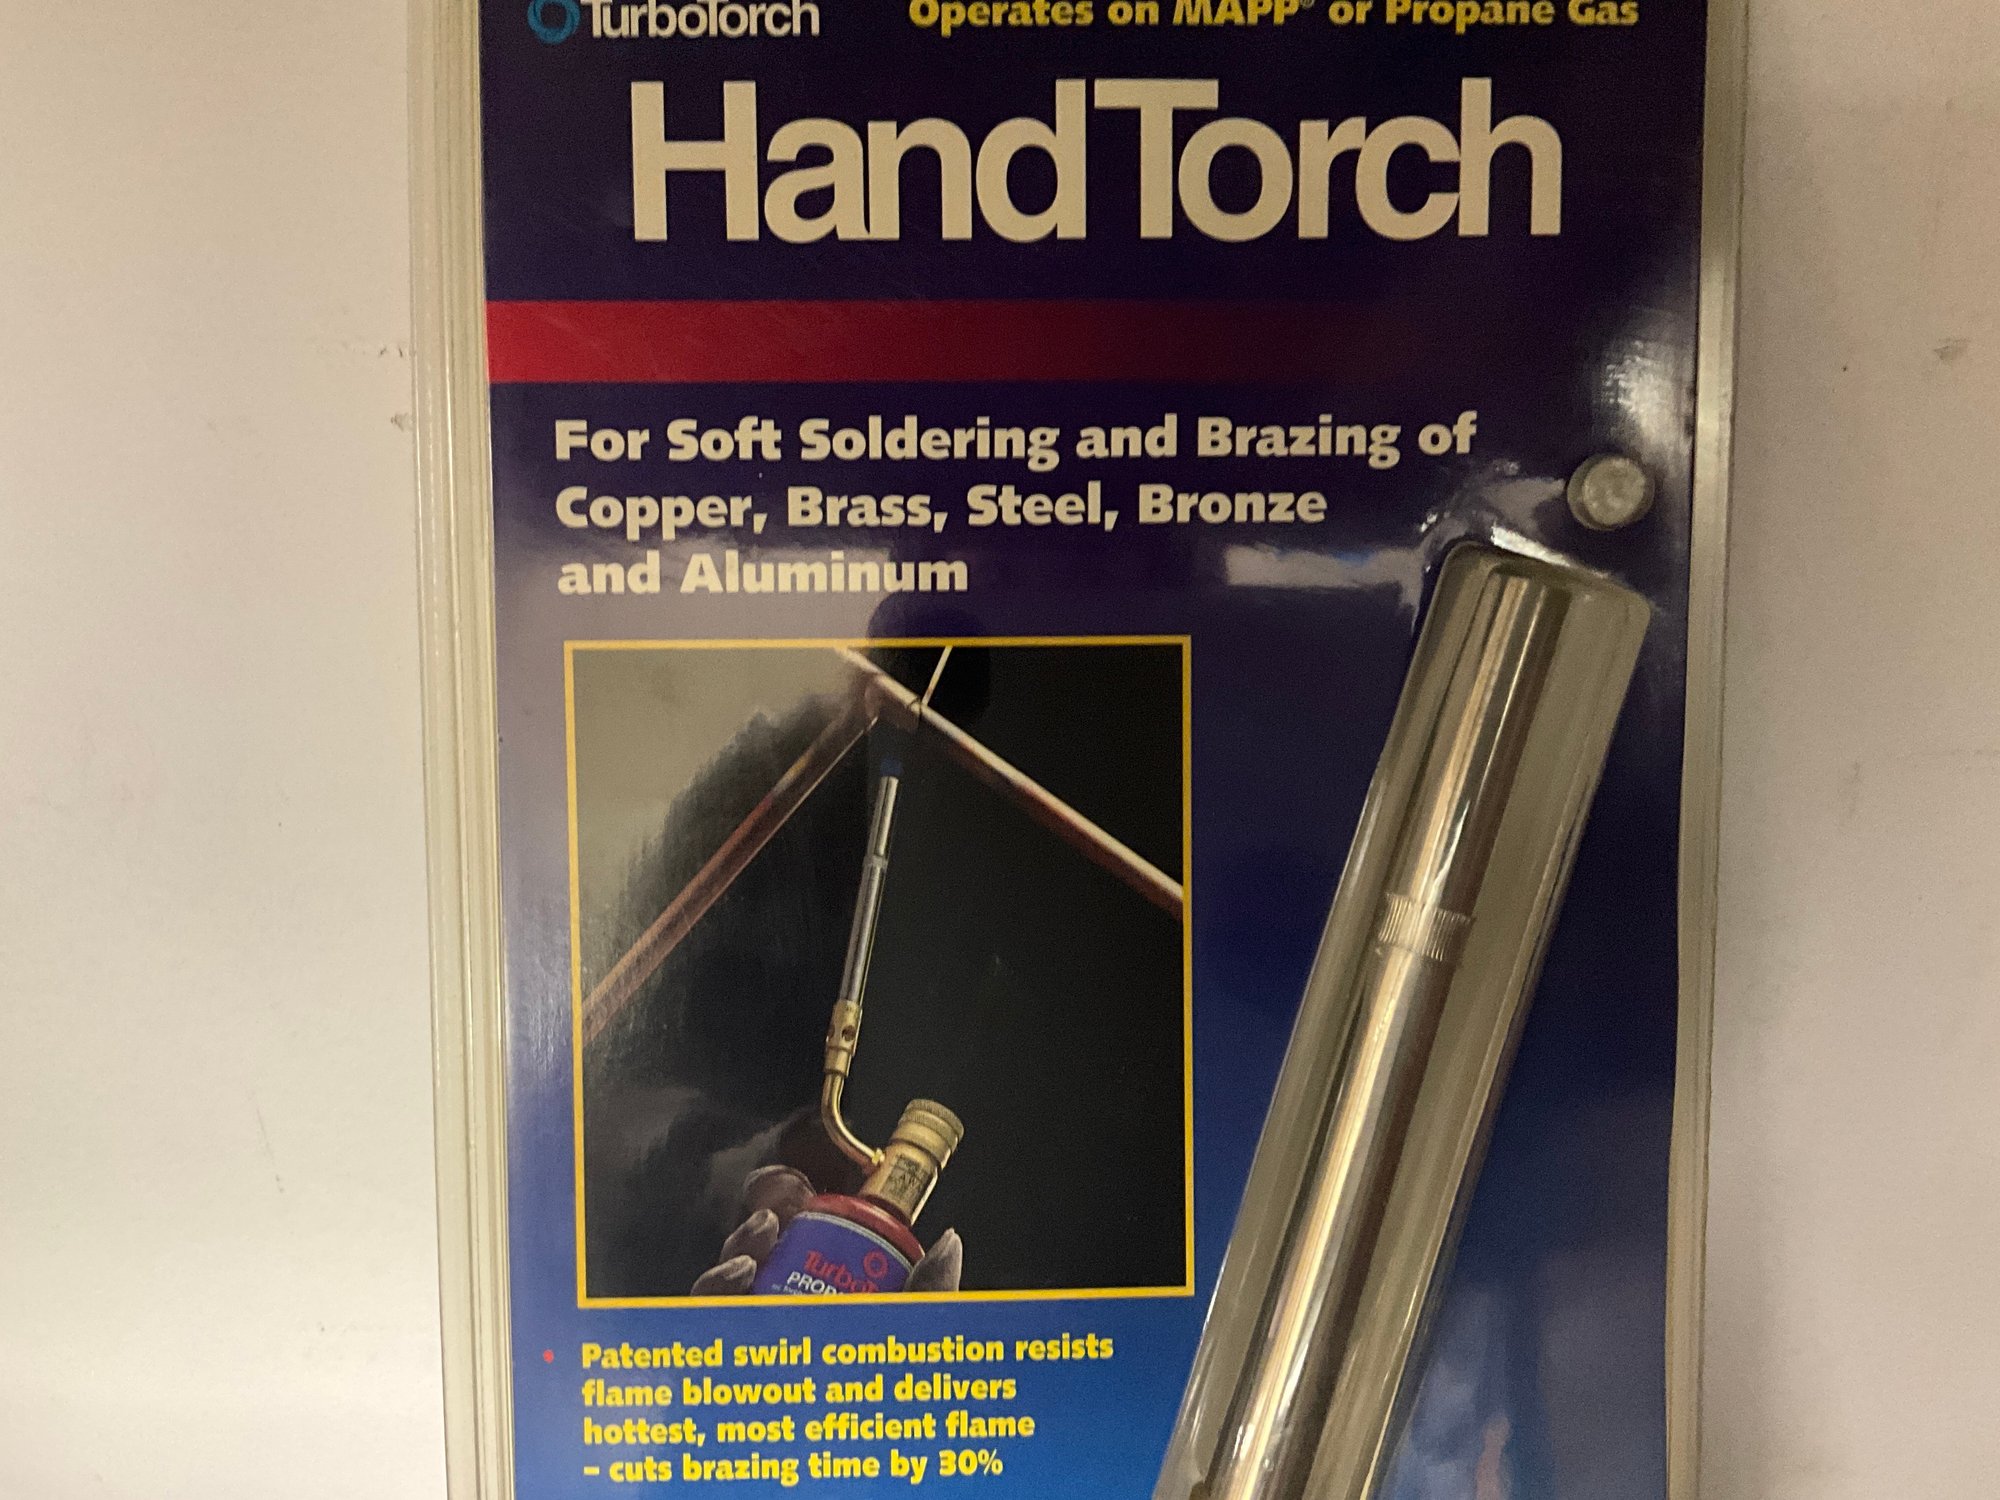 TurboTorch
Operates on MAPP® or Propane Gas
HandTorch
For Soft Soldering and Brazing of
Copper, Brass, Steel, Bronze
and Aluminum
• Patented swirl combustion resists
flame blowout and delivers
hottest, most efficient flame
– cuts brazing time by 30%